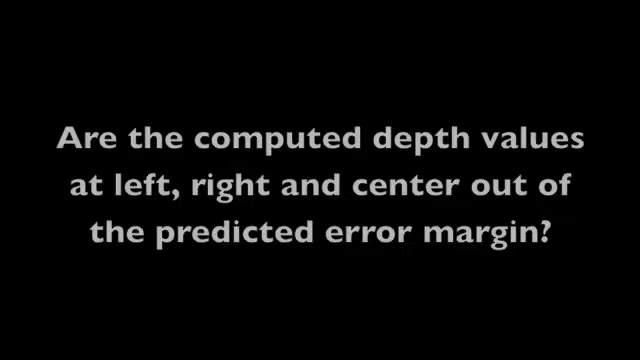 Are the computed depth values
at left, right and center out of
the predicted error margin?